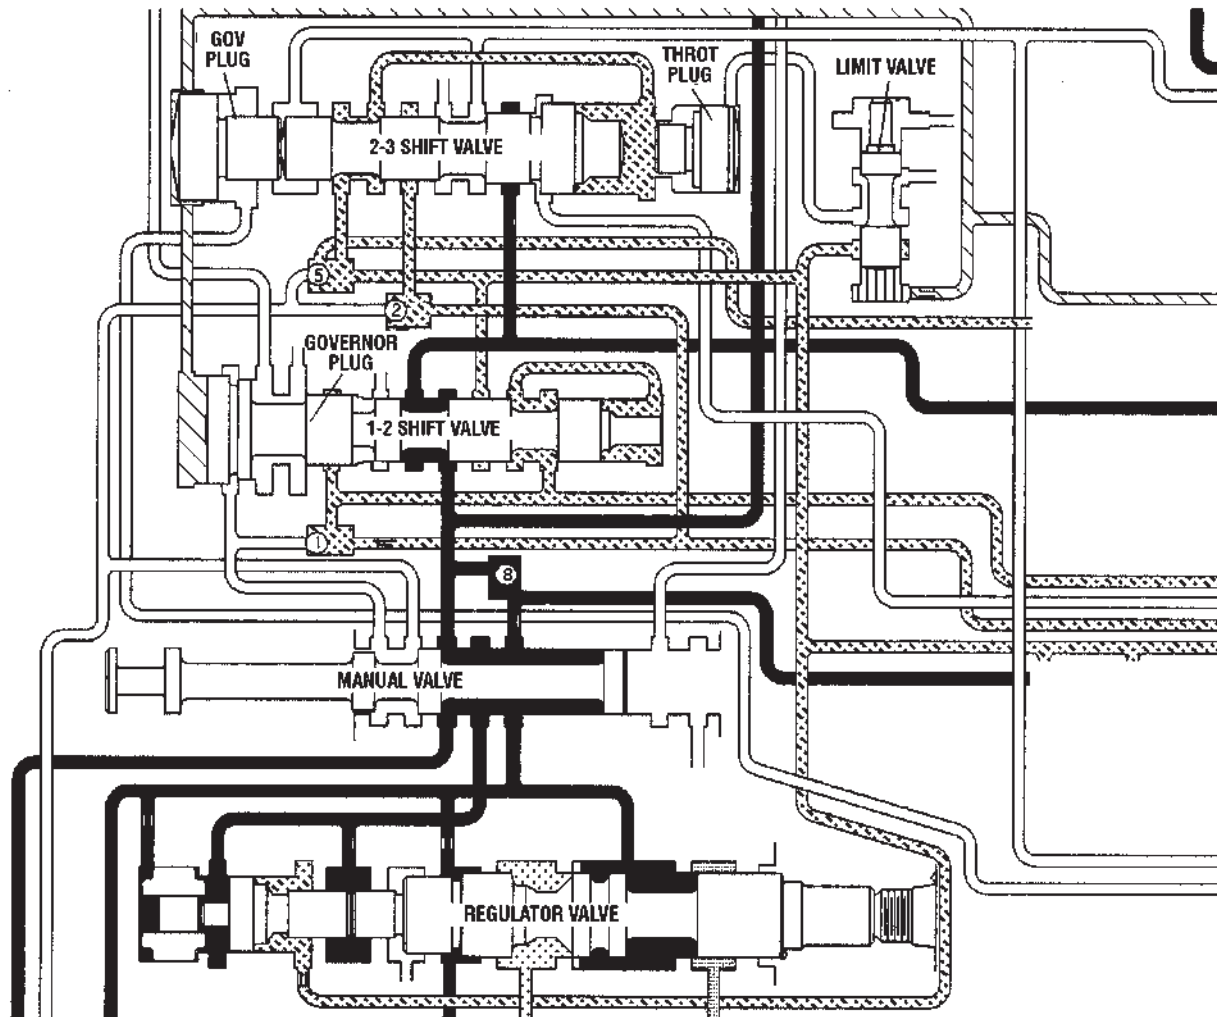 GOV
PLUG
THROT
PLUG
LIMIT VALVE
2-3 SHIFT VALVE
5
2
GOVERNOR
PLUG
1-2 SHIFT VALVE
1
8
MANUAL VALVE
REGULATOR VALVE